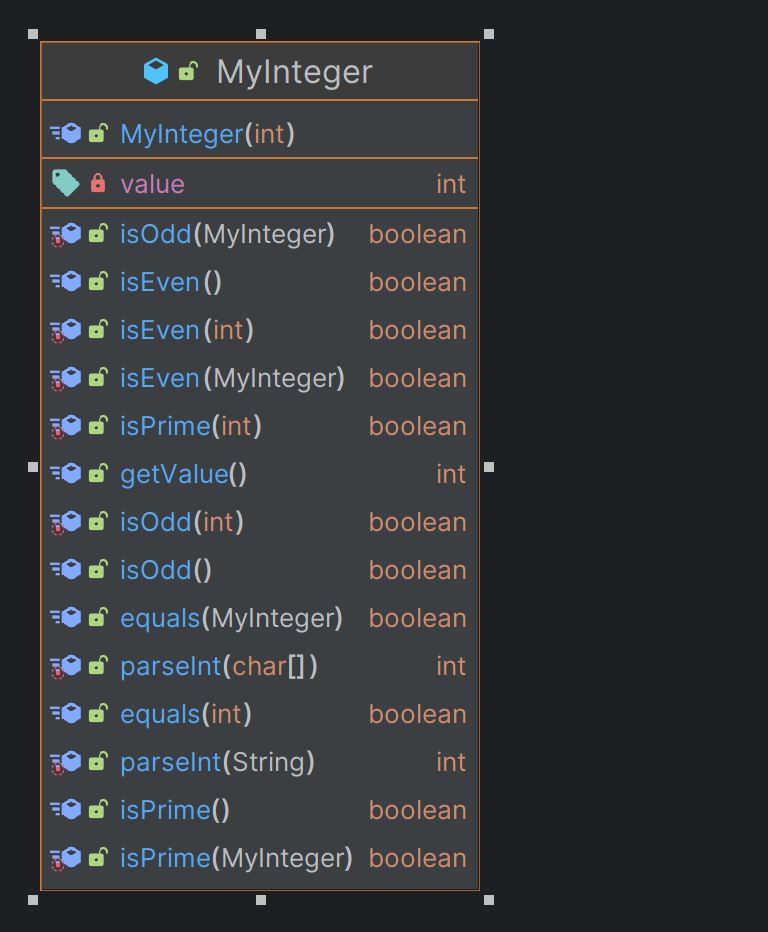 MyInteger
MyInteger(int)
value int
isOdd(MyInteger) boolean
isEven() boolean
isEven(int) boolean
isEven(MyInteger) boolean
isPrime(int) boolean
getValue() int
isOdd(int) boolean
isOdd() boolean
equals(MyInteger) boolean
parseInt(char[]) int
equals(int) boolean
parseInt(String) int
isPrime() boolean
isPrime(MyInteger) boolean